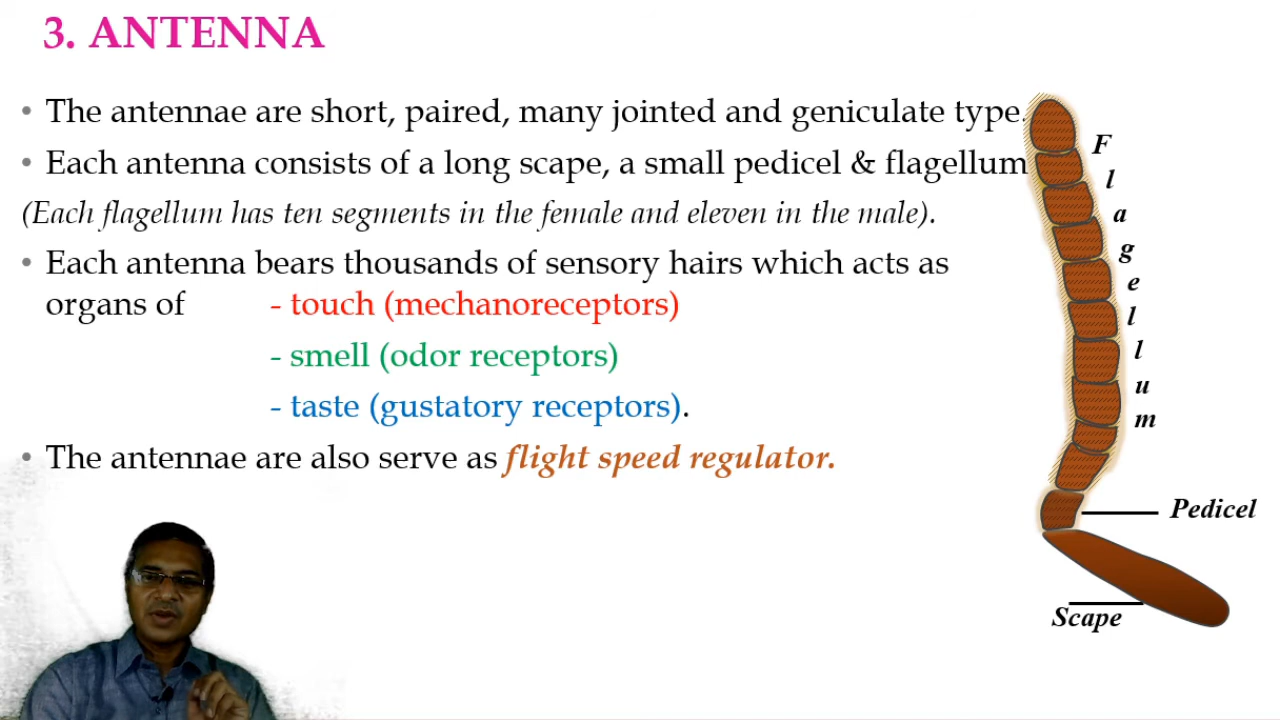 3. ANTENNA
• The antennae are short, paired, many jointed and geniculate type.
• Each antenna consists of a long scape, a small pedicel & flagellum
(Each flagellum has ten segments in the female and eleven in the male).
• Each antenna bears thousands of sensory hairs which acts as
organs of - touch (mechanoreceptors)
- smell (odor receptors)
- taste (gustatory receptors).
• The antennae are also serve as flight speed regulator.
Flagellum
Pedicel
Scape